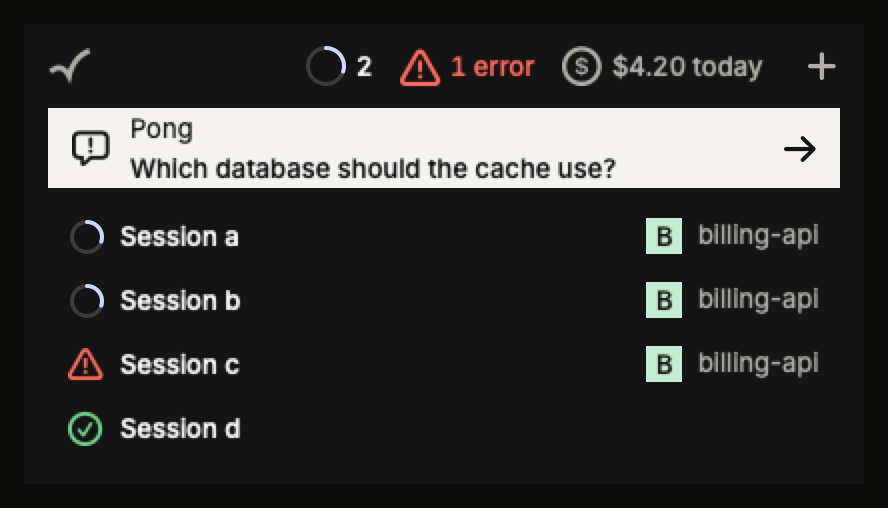 2 1 error $ $4.20 today
Pong
Which database should the cache use?
Session a B billing-api
Session b B billing-api
Session c B billing-api
Session d